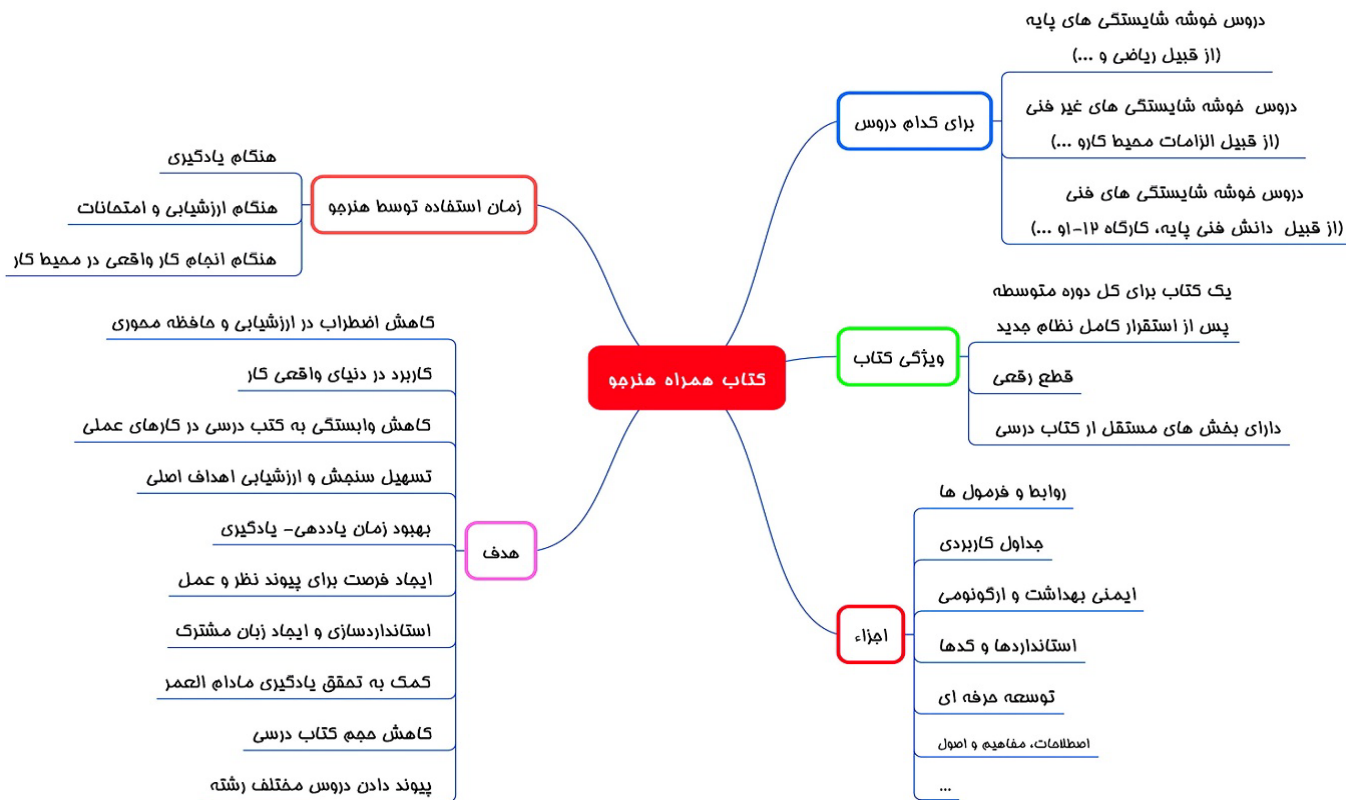 کتاب همراه هنرجو
برای کدام دروس
دروس خوشه شایستگی های پایه
(از قبیل ریاضی و ...)
دروس خوشه شایستگی های غیر فنی
(از قبیل الزامات محیط کارو ...)
دروس خوشه شایستگی های فنی
(از قبیل دانش فنی پایه، کارگاه ۱۲-۱و ...)
ویژگی کتاب
یک کتاب برای کل دوره متوسطه
پس از استقرار کامل نظام جدید
قطع رقعی
دارای بخش های مستقل از کتاب درسی
اجزاء
روابط و فرمول ها
جداول کاربردی
ایمنی بهداشت و ارگونومی
استانداردها و کدها
توسعه حرفه ای
اصطلاحات، مفاهیم و اصول
...
زمان استفاده توسط هنرجو
هنگام یادگیری
هنگام ارزشیابی و امتحانات
هنگام انجام کار واقعی در محیط کار
هدف
کاهش اضطراب در ارزشیابی و حافظه محوری
کاربرد در دنیای واقعی کار
کاهش وابستگی به کتب درسی در کارهای عملی
تسهیل سنجش و ارزشیابی اهداف اصلی
بهبود زمان یاددهی- یادگیری
ایجاد فرصت برای پیوند نظر و عمل
استانداردسازی و ایجاد زبان مشترک
کمک به تحقق یادگیری مادام العمر
کاهش حجم کتاب درسی
پیوند دادن دروس مختلف رشته